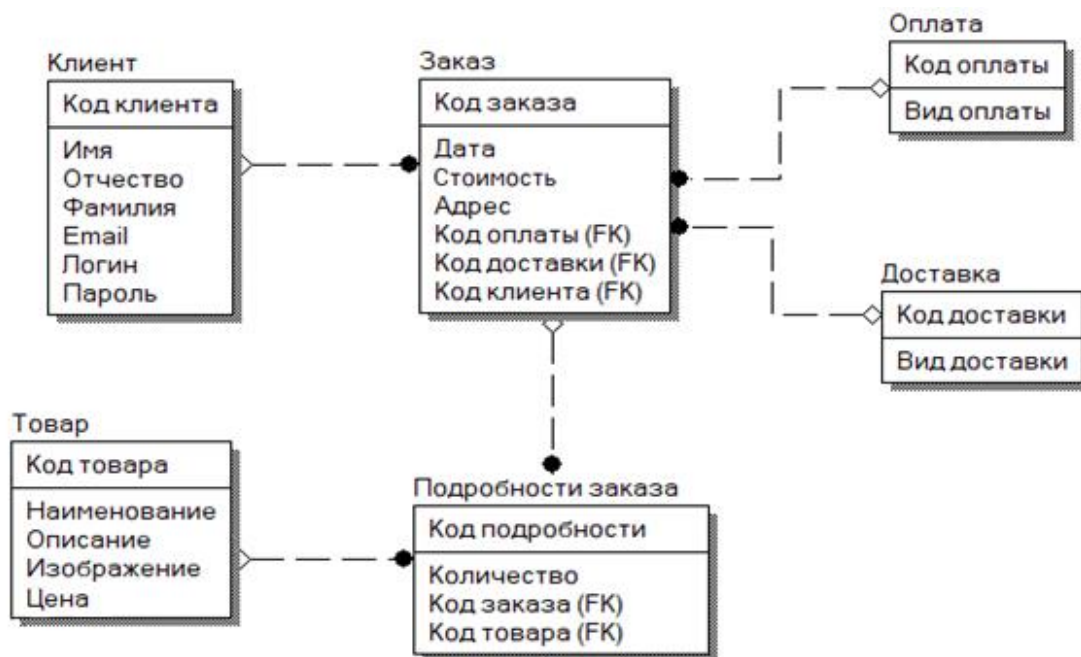 Клиент
Код клиента
Имя
Отчество
Фамилия
Email
Логин
Пароль
Заказ
Код заказа
Дата
Стоимость
Адрес
Код оплаты (FK)
Код доставки (FK)
Код клиента (FK)
Оплата
Код оплаты
Вид оплаты
Доставка
Код доставки
Вид доставки
Товар
Код товара
Наименование
Описание
Изображение
Цена
Подробности заказа
Код подробности
Количество
Код заказа (FK)
Код товара (FK)